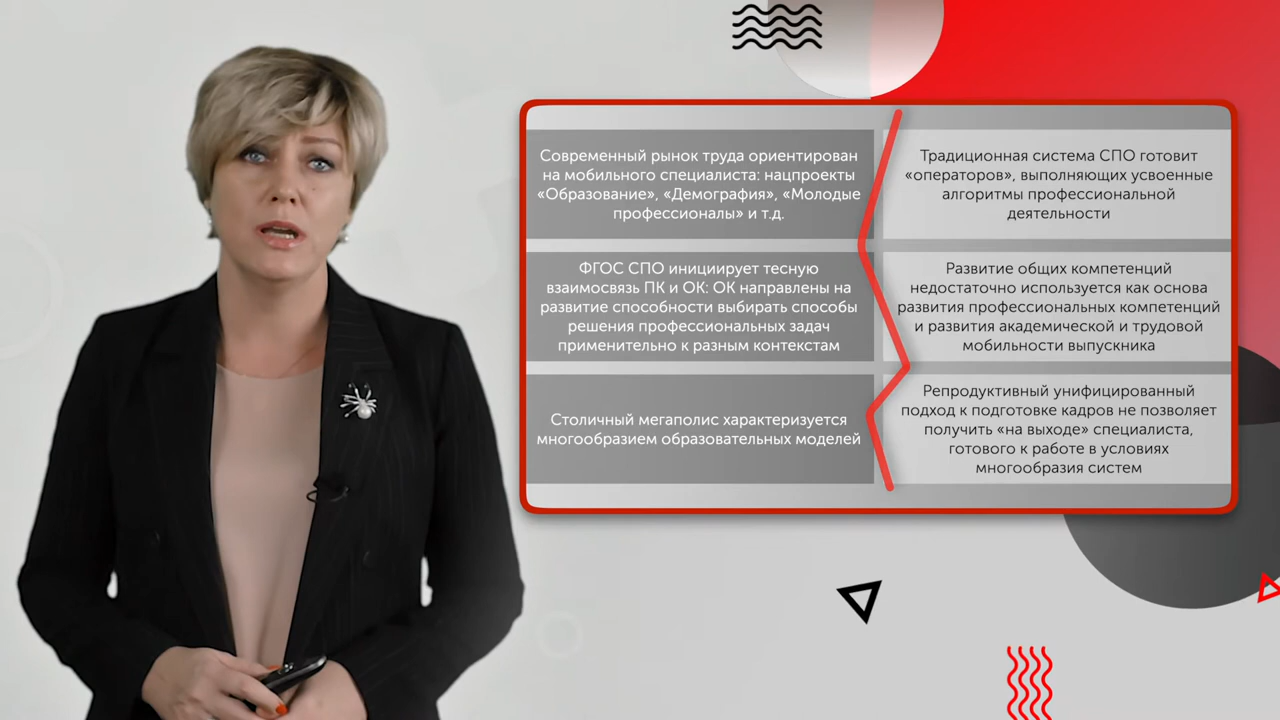 Современный рынок труда ориентирован
на мобильного специалиста: нацпроекты
«Образование», «Демография», «Молодые
профессионалы» и т.д.
Традиционная система СПО готовит
«операторов», выполняющих усвоенные
алгоритмы профессиональной
деятельности
ФГОС СПО инициирует тесную
взаимосвязь ПК и ОК: ОК направлены на
развитие способности выбирать способы
решения профессиональных задач
применительно к разным контекстам
Развитие общих компетенций
недостаточно используется как основа
развития профессиональных компетенций
и развития академической и трудовой
мобильности выпускника
Столичный мегаполис характеризуется
многообразием образовательных моделей
Репродуктивный унифицированный
подход к подготовке кадров не позволяет
получить «на выходе» специалиста,
готового к работе в условиях
многообразия систем